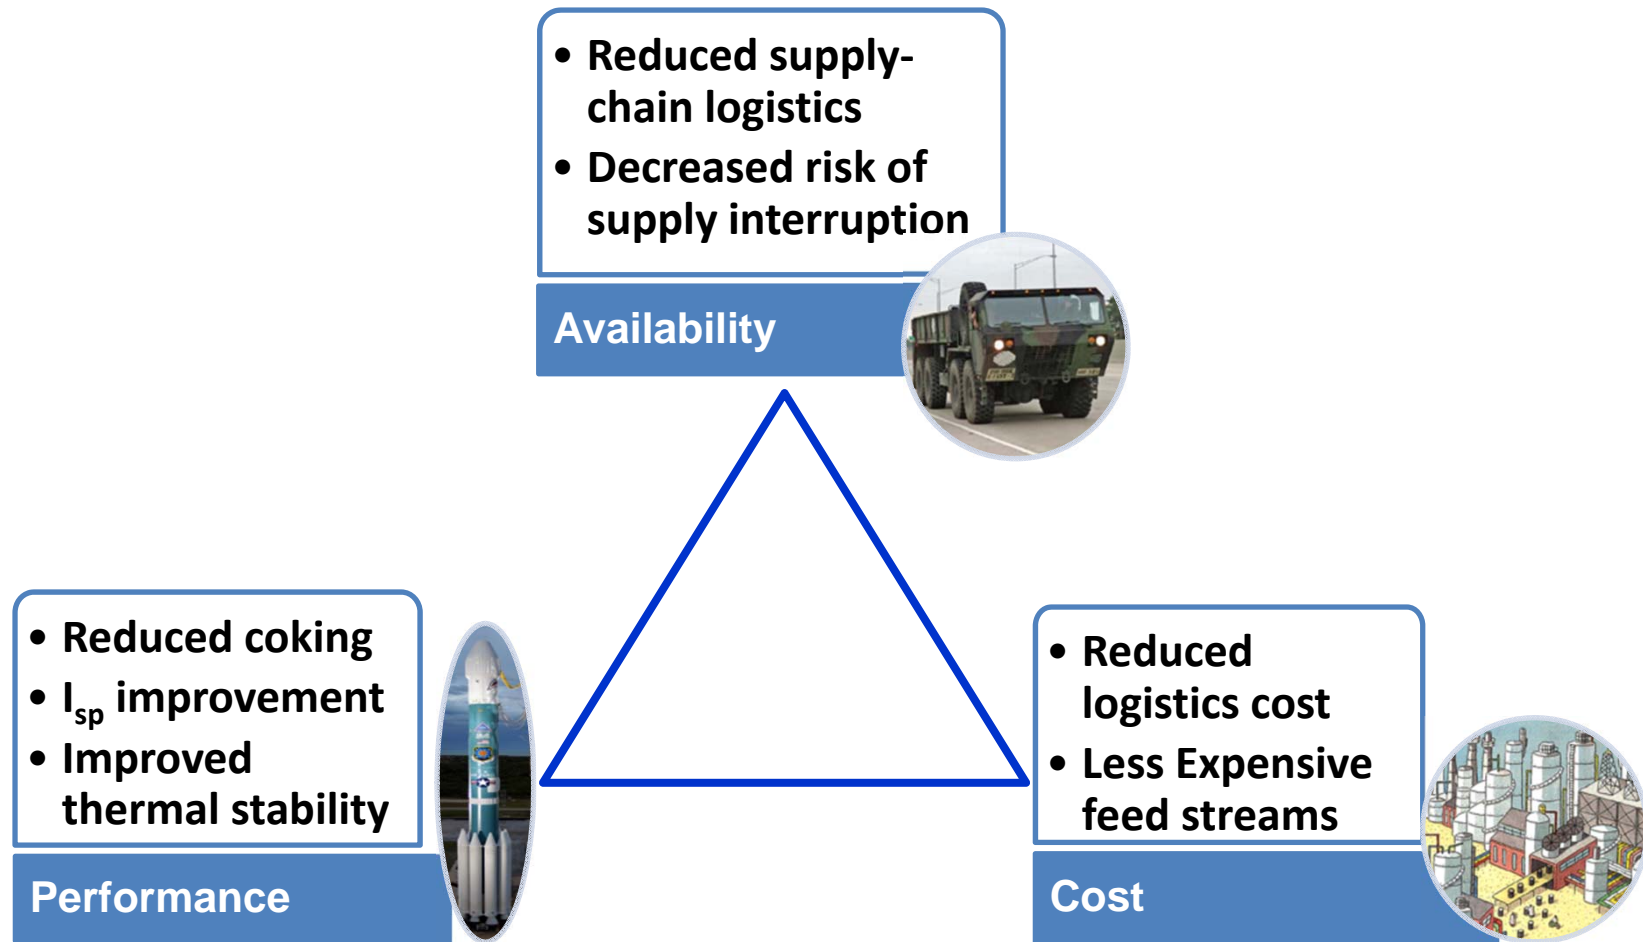 • Reduced supply-
chain logistics
• Decreased risk of
supply interruption
Availability
• Reduced coking
• Isp improvement
• Improved
thermal stability
Performance
• Reduced
logistics cost
• Less Expensive
feed streams
Cost